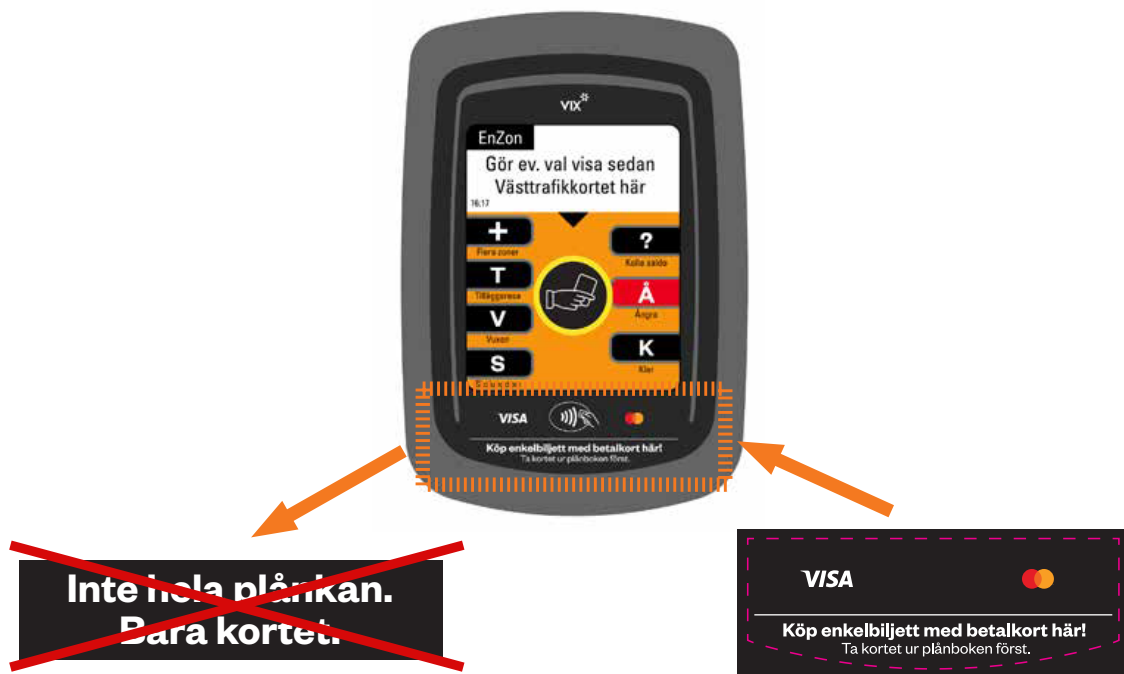 vix
EnZon
Gör ev. val visa sedan
Västtrafikkortet här
16:17
+
Flera zoner
T
Tilläggsresa
V
Vuxen
S
?
Kolla saldo
Å
Ångra
K
Klar
VISA
Köp enkelbiljett med betalkort här!
Ta kortet ur plånboken först.
Inte hela plånkan.
Bara kortet.
VISA
Köp enkelbiljett med betalkort här!
Ta kortet ur plånboken först.